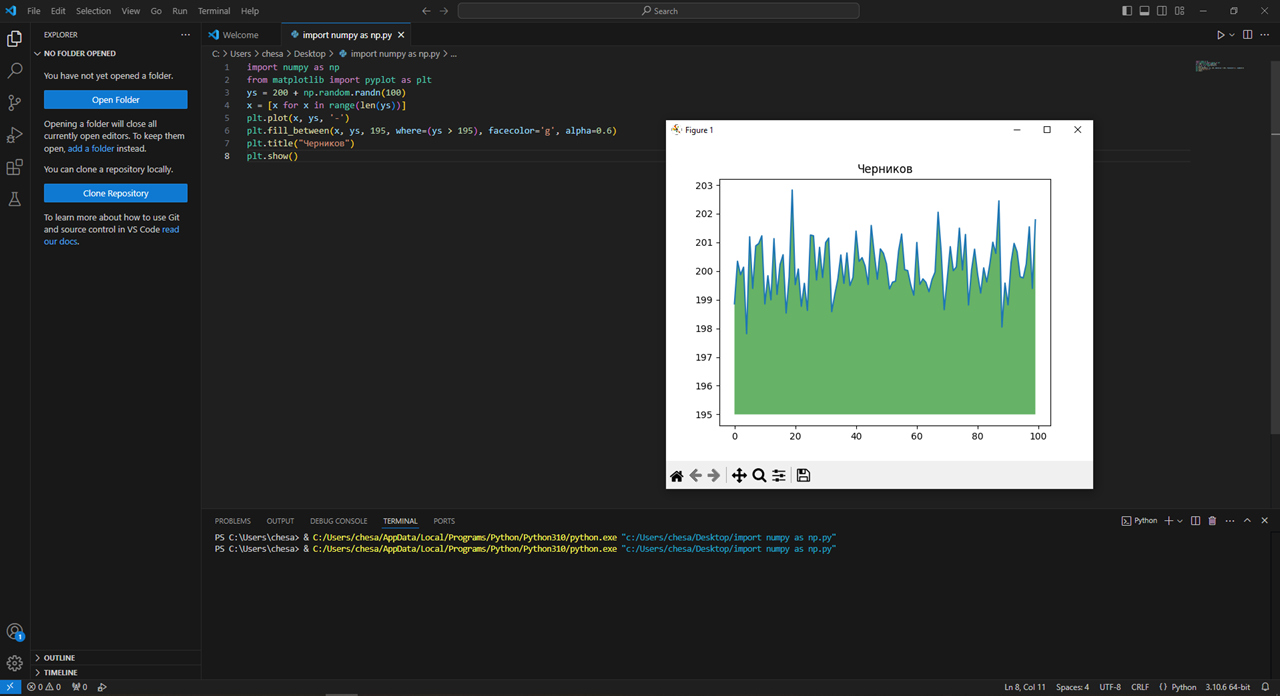 File Edit Selection View Go Run Terminal Help
Search
EXPLORER
NO FOLDER OPENED
You have not yet opened a folder.
Open Folder
Opening a folder will close all
currently open editors. To keep them
open, add a folder instead.
You can clone a repository locally.
Clone Repository
To learn more about how to use Git
and source control in VS Code read
our docs.
OUTLINE
TIMELINE
Welcome
import numpy as np.py
C: > Users > chesa > Desktop > import numpy as np.py > ...
1 import numpy as np
2 from matplotlib import pyplot as plt
3 ys = 200 + np.random.randn(100)
4 x = [x for x in range(len(ys))]
5 plt.plot(x, ys, '-')
6 plt.fill_between(x, ys, 195, where=(ys > 195), facecolor='g', alpha=0.6)
7 plt.title("Черников")
8 plt.show()
Figure 1
Черников
203
202
201
200
199
198
197
196
195
0 20 40 60 80 100
PROBLEMS OUTPUT DEBUG CONSOLE TERMINAL PORTS
Python
PS C:\Users\chesa> & C:/Users/chesa/AppData/Local/Programs/Python/Python310/python.exe "c:/Users/chesa/Desktop/import numpy as np.py"
PS C:\Users\chesa> & C:/Users/chesa/AppData/Local/Programs/Python/Python310/python.exe "c:/Users/chesa/Desktop/import numpy as np.py"
1
0 0 0
Ln 8, Col 11 Spaces: 4 UTF-8 CRLF { } Python 3.10.6 64-bit